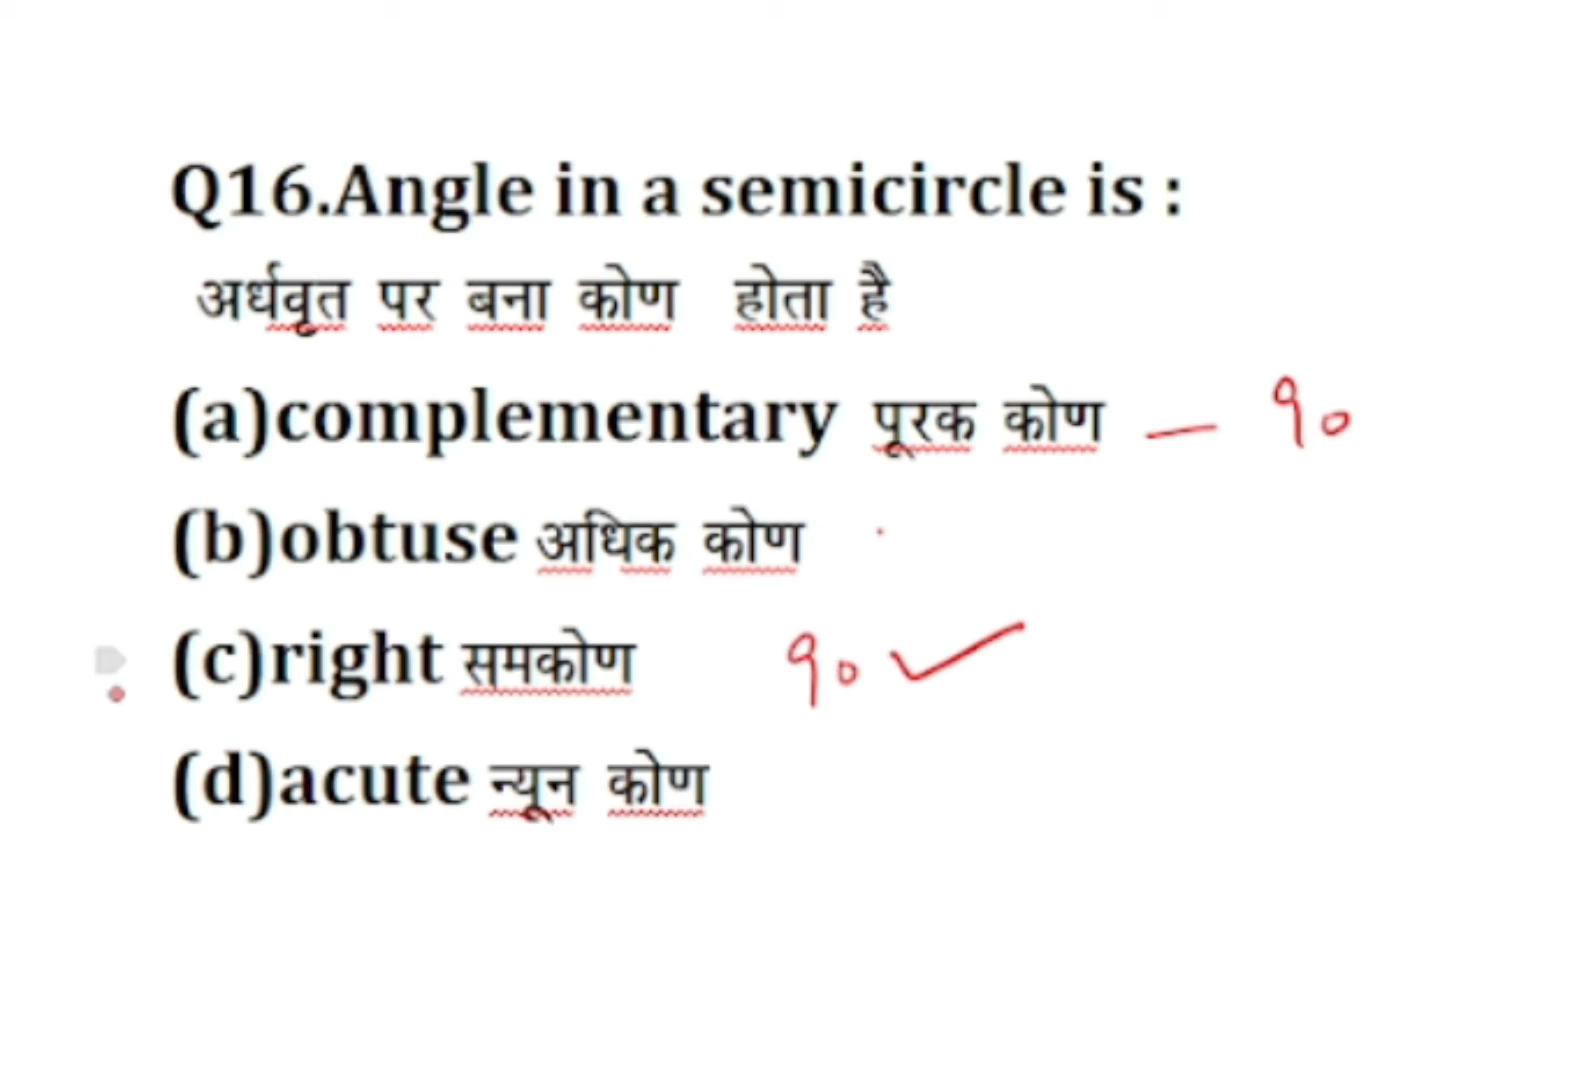 Q16.Angle in a semicircle is :
अर्धवृत पर बना कोण होता है
(a)complementary पूरक कोण — 90
(b)obtuse अधिक कोण
(c)right समकोण 90 ✓
(d)acute न्यून कोण